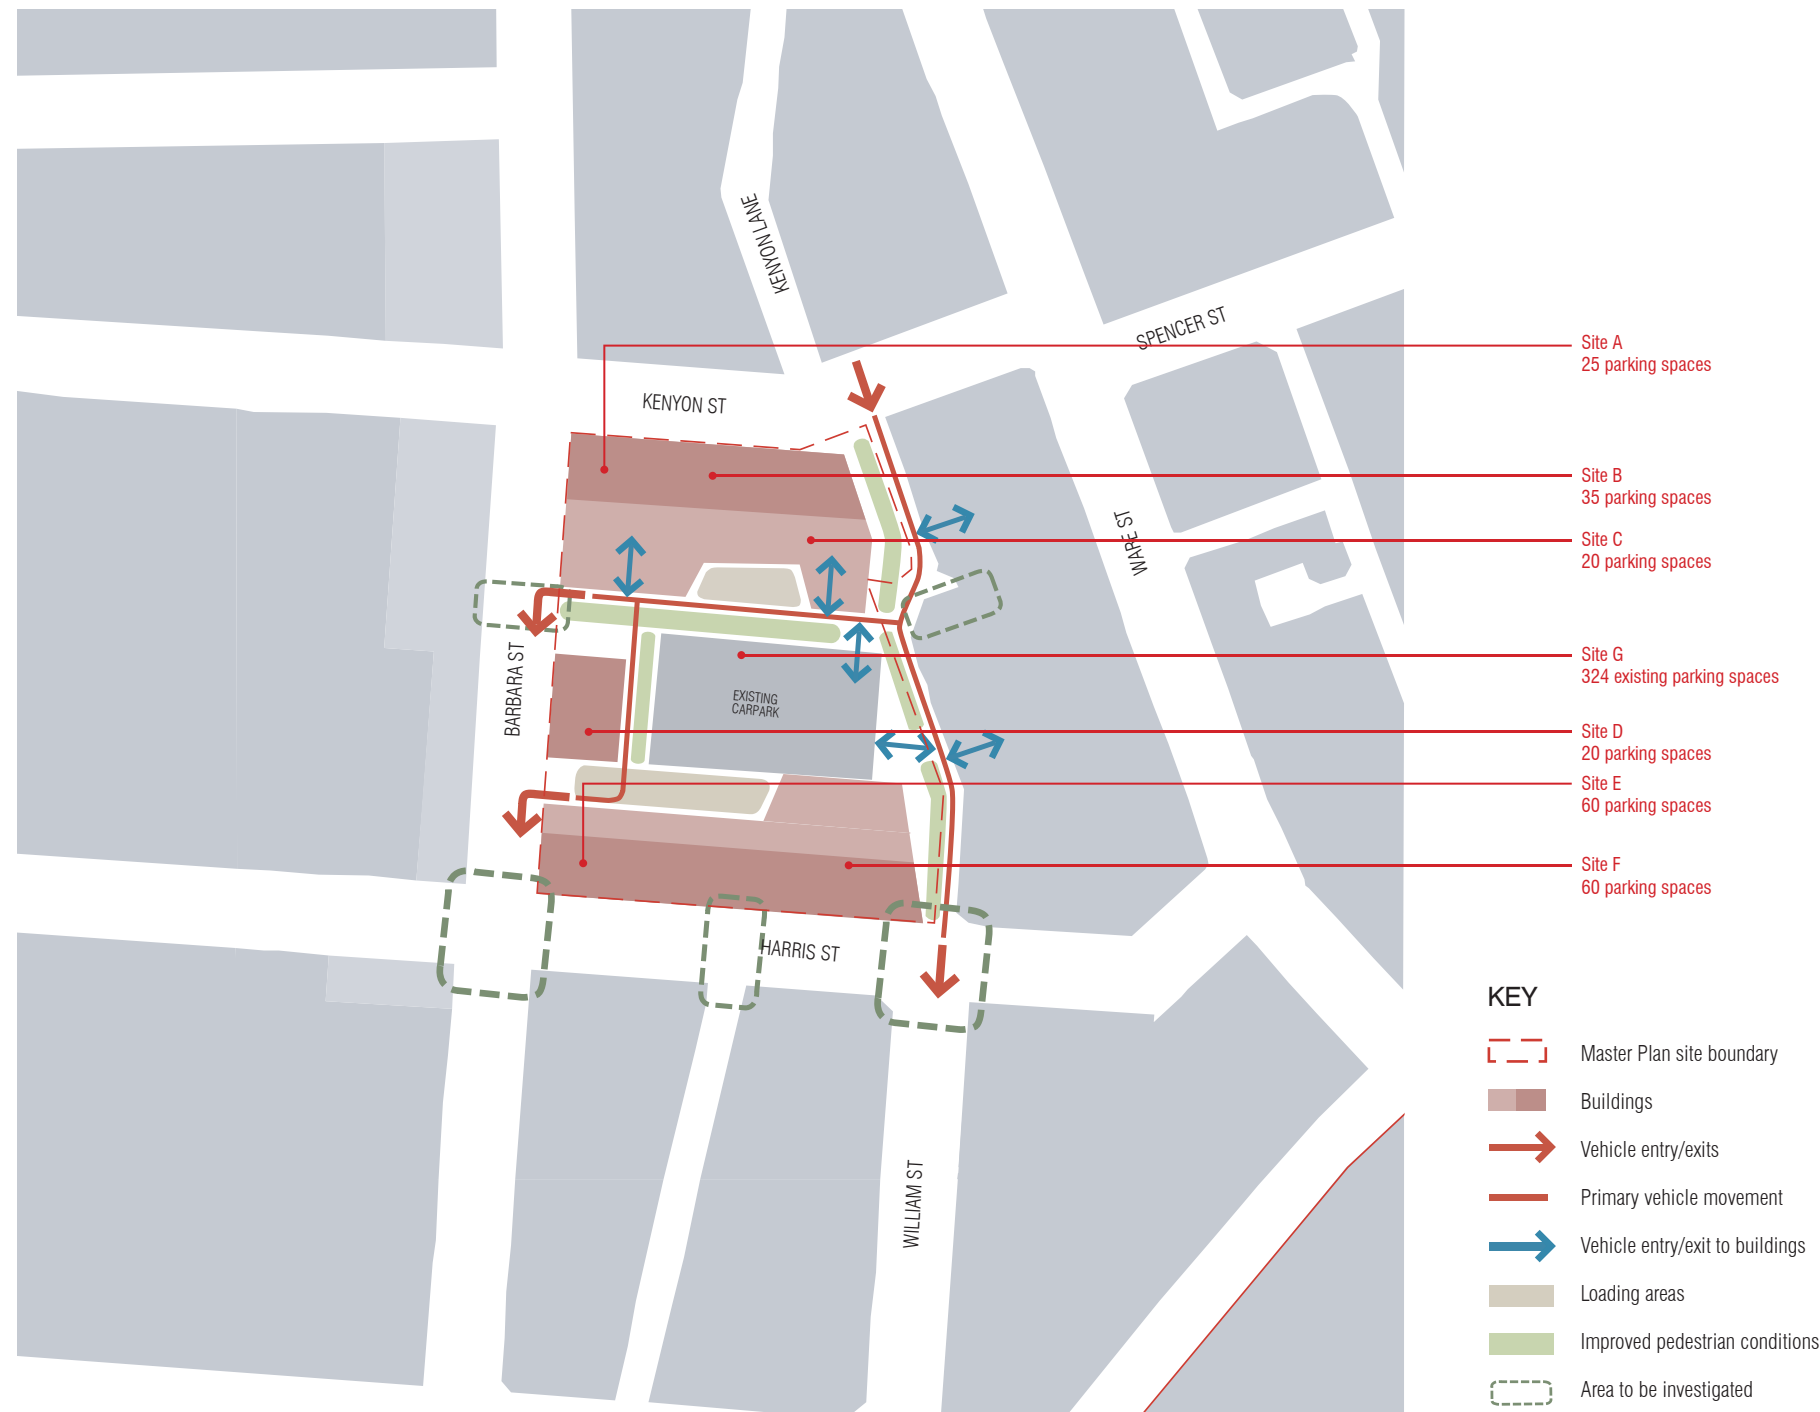 KENYON LANE
SPENCER ST
Site A
25 parking spaces
KENYON ST
Site B
35 parking spaces
WARE ST
Site C
20 parking spaces
BARBARA ST
Site G
324 existing parking spaces
EXISTING
CARPARK
Site D
20 parking spaces
Site E
60 parking spaces
Site F
60 parking spaces
HARRIS ST
WILLIAM ST
KEY
Master Plan site boundary
Buildings
Vehicle entry/exits
Primary vehicle movement
Vehicle entry/exit to buildings
Loading areas
Improved pedestrian conditions
Area to be investigated